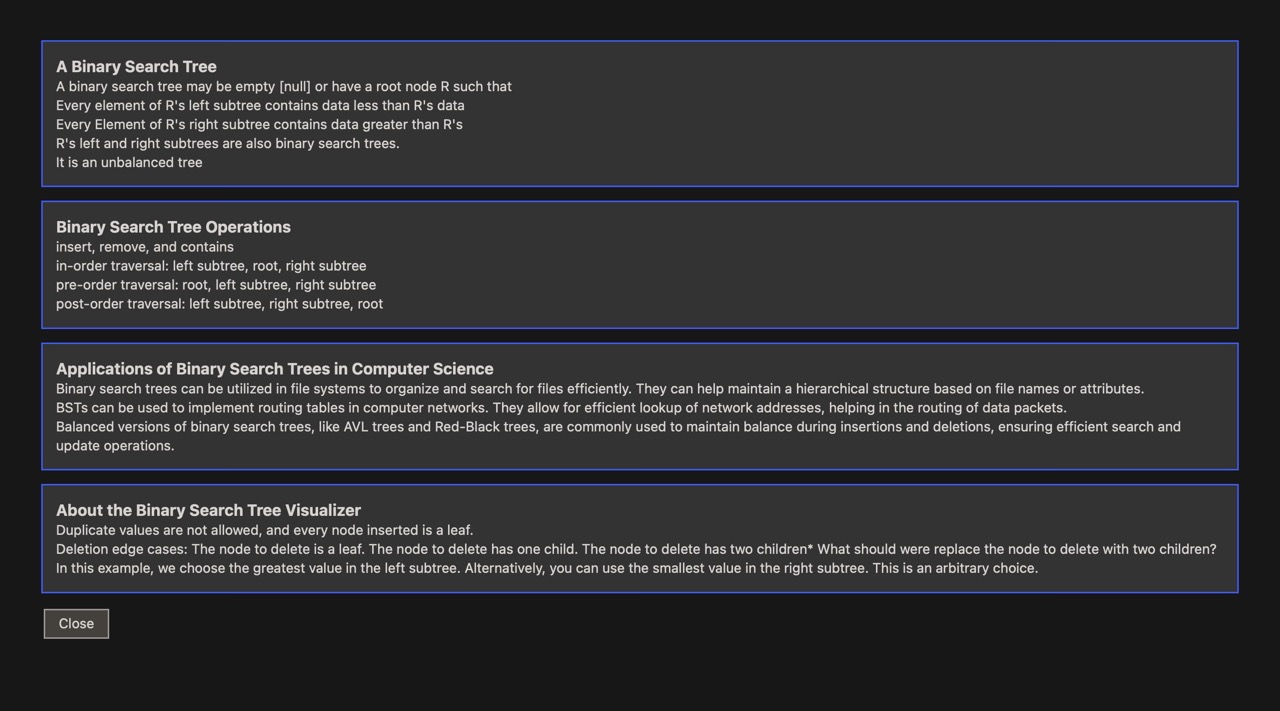 A Binary Search Tree
A binary search tree may be empty [null] or have a root node R such that
Every element of R's left subtree contains data less than R's data
Every Element of R's right subtree contains data greater than R's
R's left and right subtrees are also binary search trees.
It is an unbalanced tree
Binary Search Tree Operations
insert, remove, and contains
in-order traversal: left subtree, root, right subtree
pre-order traversal: root, left subtree, right subtree
post-order traversal: left subtree, right subtree, root
Applications of Binary Search Trees in Computer Science
Binary search trees can be utilized in file systems to organize and search for files efficiently. They can help maintain a hierarchical structure based on file names or attributes.
BSTs can be used to implement routing tables in computer networks. They allow for efficient lookup of network addresses, helping in the routing of data packets.
Balanced versions of binary search trees, like AVL trees and Red-Black trees, are commonly used to maintain balance during insertions and deletions, ensuring efficient search and
update operations.
About the Binary Search Tree Visualizer
Duplicate values are not allowed, and every node inserted is a leaf.
Deletion edge cases: The node to delete is a leaf. The node to delete has one child. The node to delete has two children* What should were replace the node to delete with two children?
In this example, we choose the greatest value in the left subtree. Alternatively, you can use the smallest value in the right subtree. This is an arbitrary choice.
Close